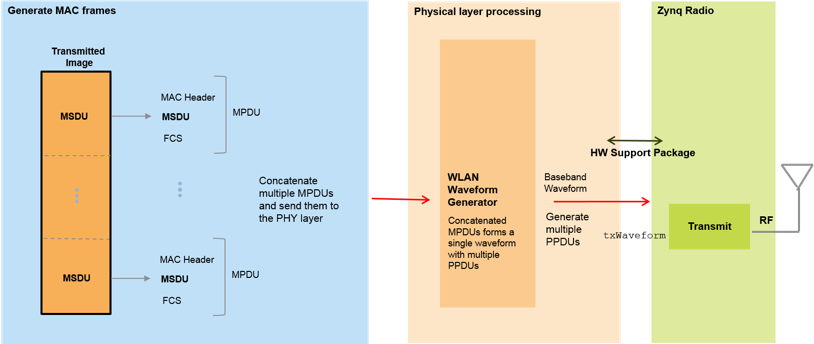 Generate MAC frames
Transmitted
Image
MSDU
MAC Header
MSDU
FCS
MPDU
Concatenate
multiple MPDUs
and send them to
the PHY layer
MSDU
MAC Header
MSDU
FCS
MPDU
Physical layer processing
WLAN
Waveform
Generator
Concatenated
MPDUs forms a
single waveform
with multiple
PPDUs
Baseband
Waveform
Generate
multiple
PPDUs
HW Support Package
Zynq Radio
txWaveform
Transmit
RF